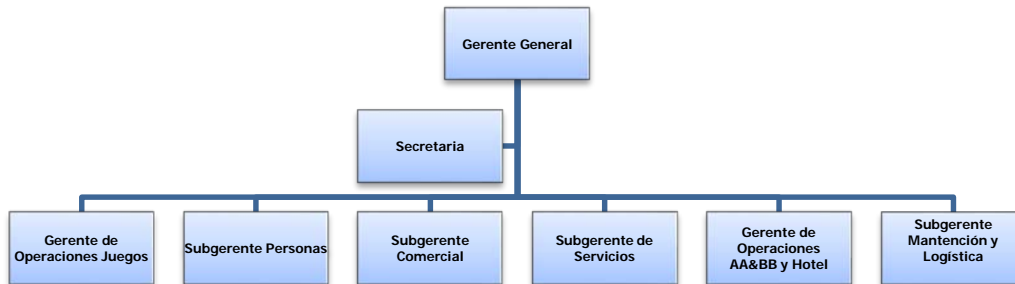 Gerente General
Secretaria
Gerente de
Operaciones Juegos
Subgerente Personas
Subgerente
Comercial
Subgerente de
Servicios
Gerente de
Operaciones
AA&BB y Hotel
Subgerente
Mantención y
Logística